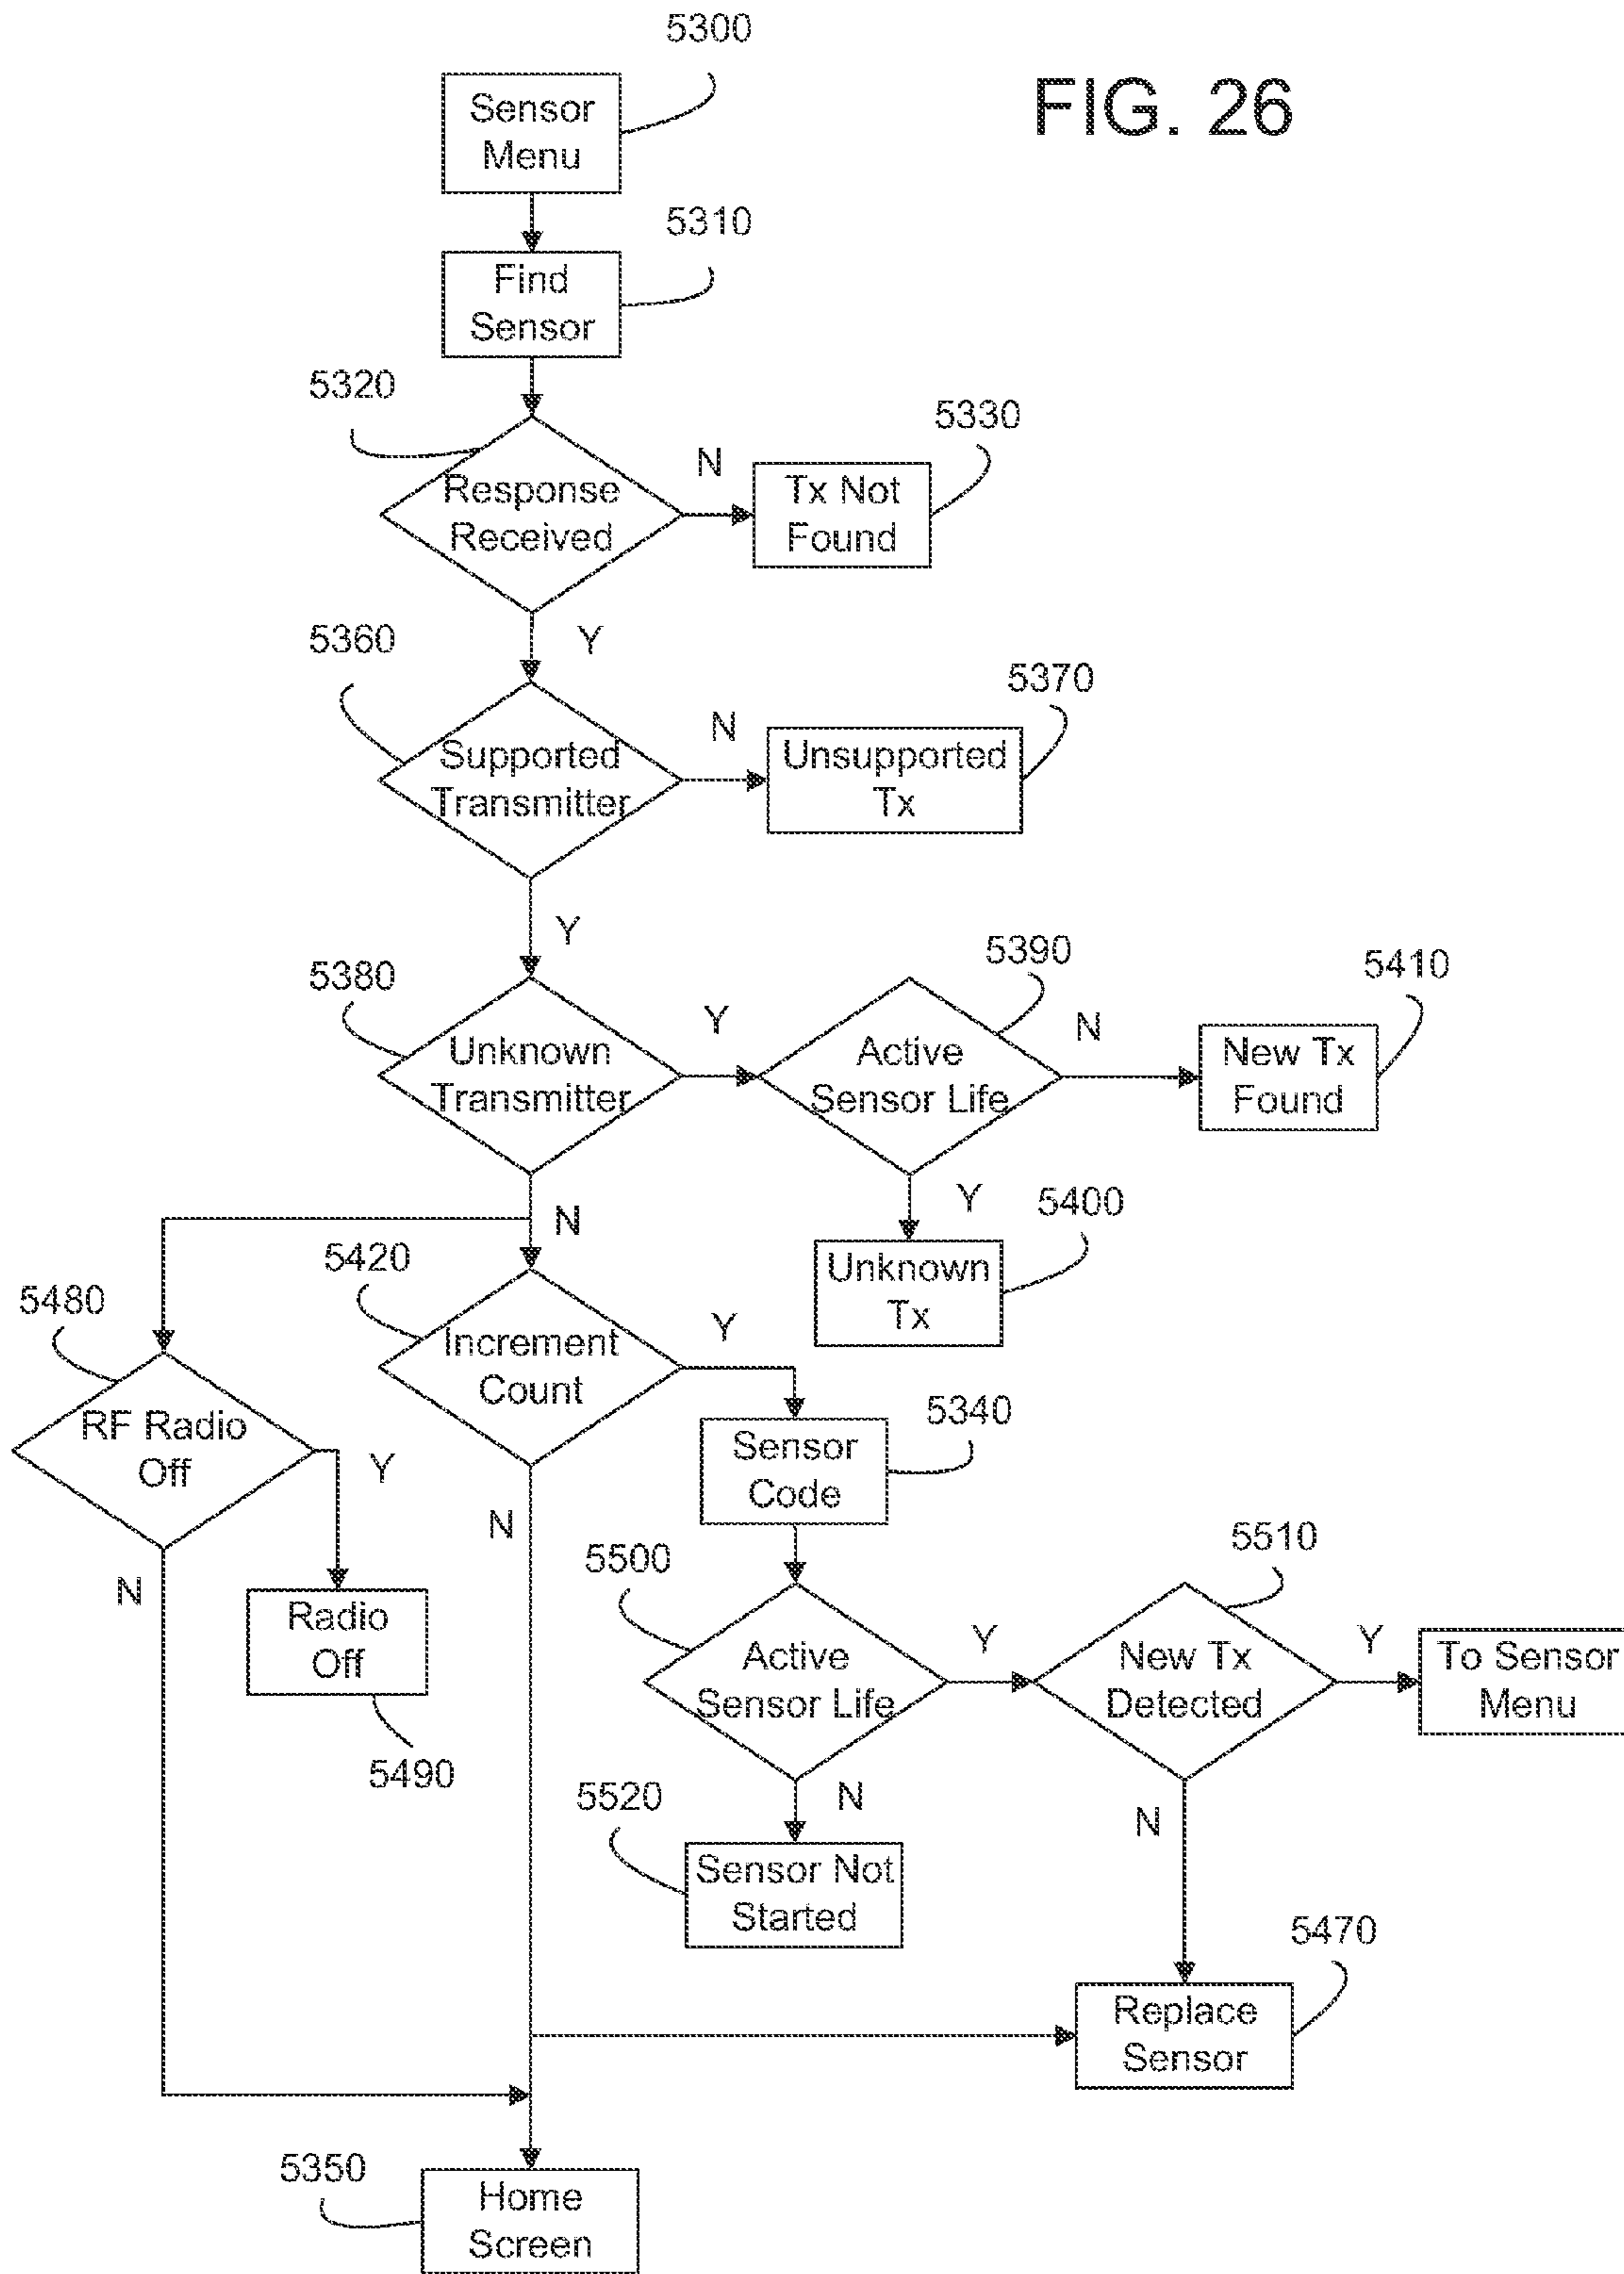 5300
FIG. 26
Sensor
Menu
5310
Find
Sensor
5320
5330
N
Response
Received
Tx Not
Found
5360
Y
5370
N
Supported
Transmitter
Unsupported
Tx
Y
5380
5390
5410
Y
N
Unknown
Transmitter
Active
Sensor Life
New Tx
Found
N
Y
5400
5420
Unknown
Tx
5480
Y
Increment
Count
RF Radio
Off
5340
Y
Sensor
Code
N
N
5500
5510
Radio
Off
Active
Sensor Life
Y
New Tx
Detected
Y
To Sensor
Menu
5490
5520
N
N
Sensor Not
Started
5470
Replace
Sensor
5350
Home
Screen